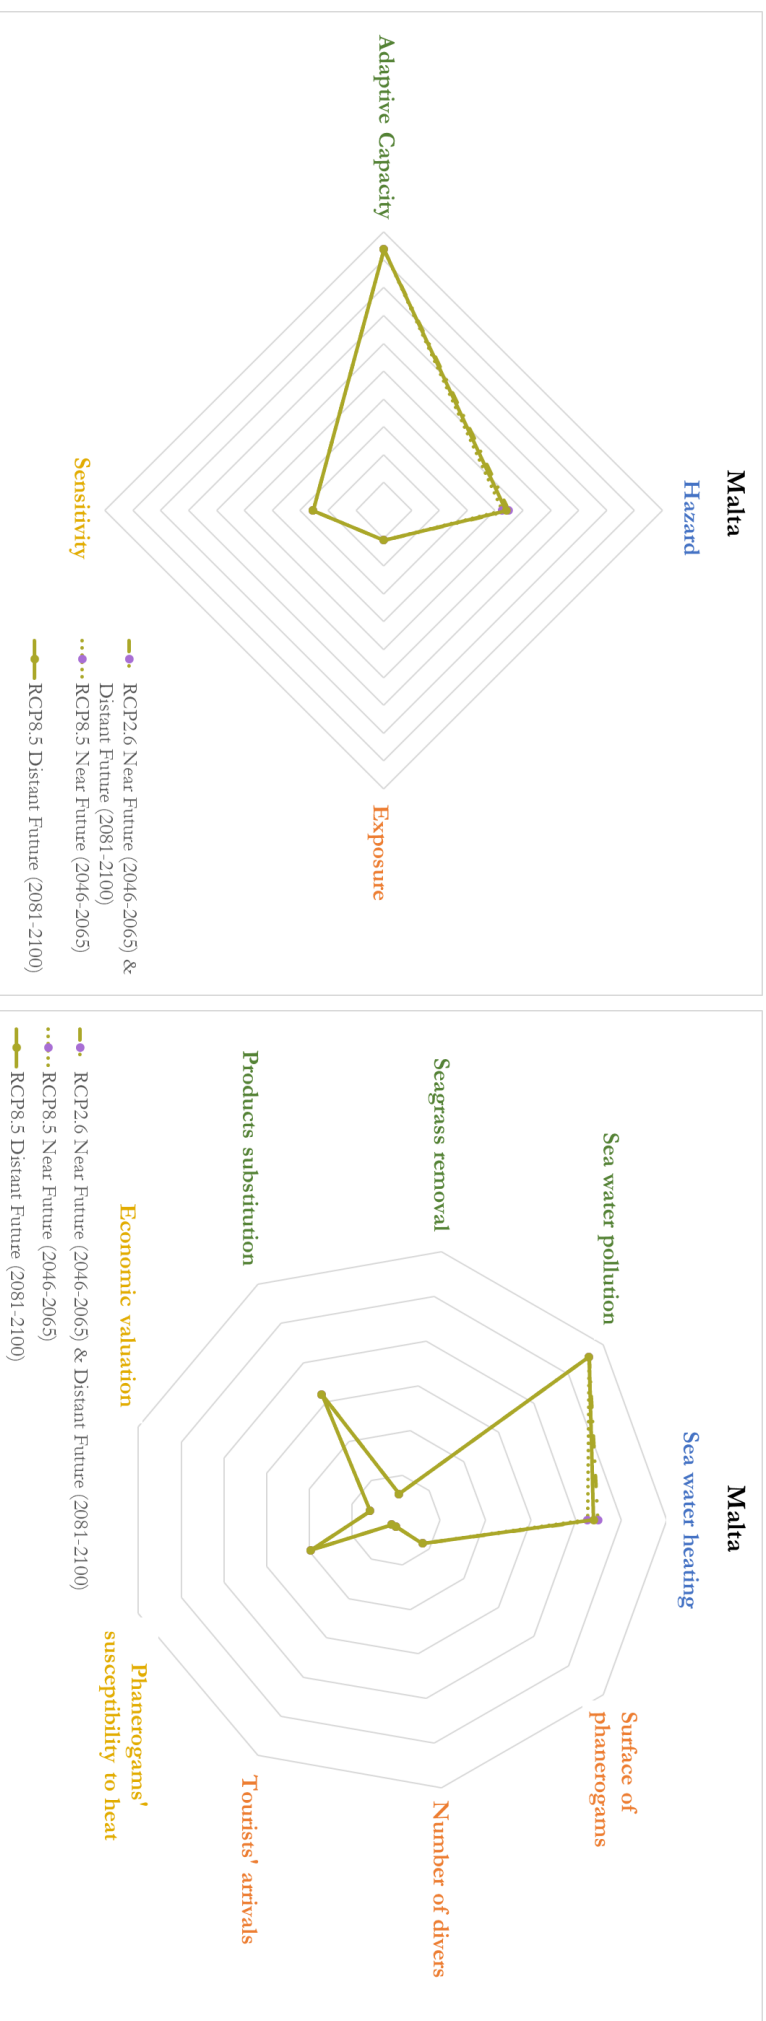 Malta
Hazard
Adaptive Capacity
Exposure
Sensitivity
RCP2.6 Near Future (2046-2065) &
Distant Future (2081-2100)
RCP8.5 Near Future (2046-2065)
RCP8.5 Distant Future (2081-2100)
Malta
Sea water heating
Sea water pollution
Surface of
phanerogams
Seagrass removal
Number of divers
Products substitution
Tourists' arrivals
Economic valuation
Phanerogams'
susceptibility to heat
RCP2.6 Near Future (2046-2065) & Distant Future (2081-2100)
RCP8.5 Near Future (2046-2065)
RCP8.5 Distant Future (2081-2100)